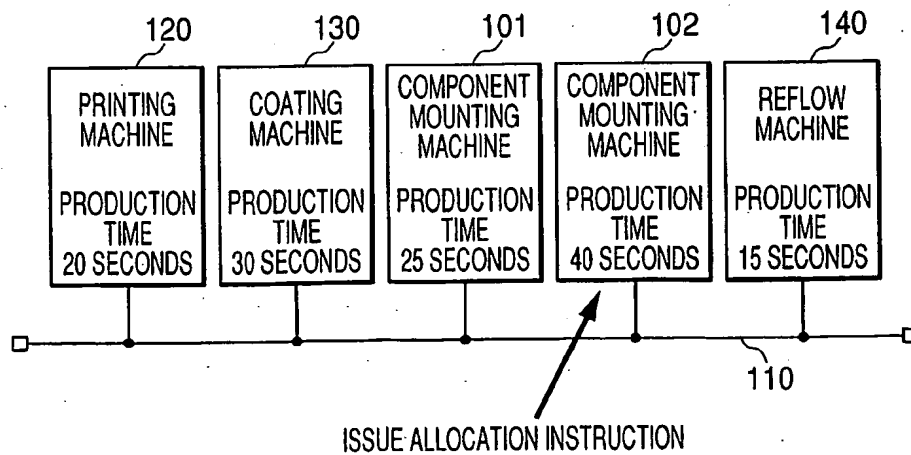 120
130
101
102
140
PRINTING
MACHINE
PRODUCTION
TIME
20 SECONDS
COATING
MACHINE
PRODUCTION
TIME
30 SECONDS
COMPONENT
MOUNTING
MACHINE
PRODUCTION
TIME
25 SECONDS
COMPONENT
MOUNTING
MACHINE
PRODUCTION
TIME
40 SECONDS
REFLOW
MACHINE
PRODUCTION
TIME
15 SECONDS
110
ISSUE ALLOCATION INSTRUCTION